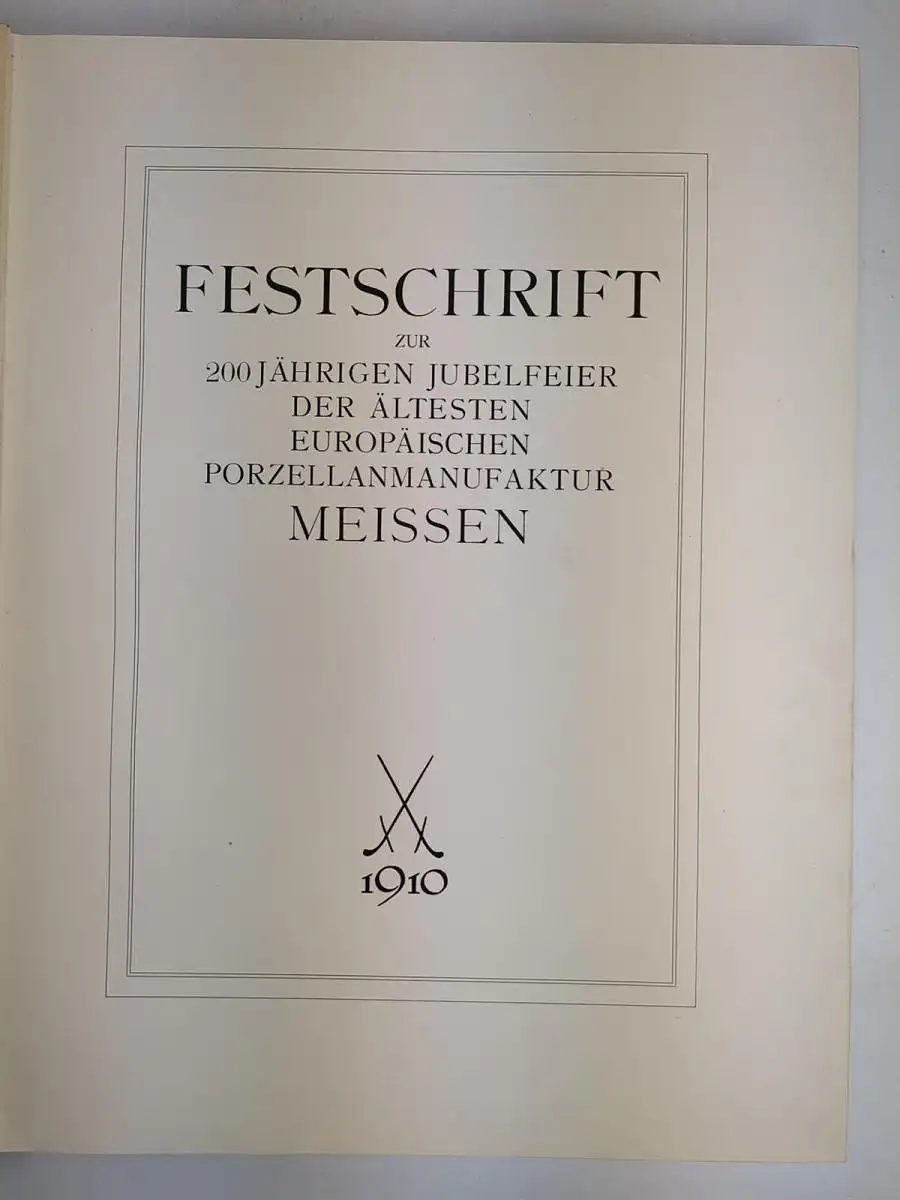 FESTSCHRIFT
ZUR
200 JÄHRIGEN JUBELFEIER
DER ÄLTESTEN
EUROPÄISCHEN
PORZELLANMANUFAKTUR
MEISSEN
1910